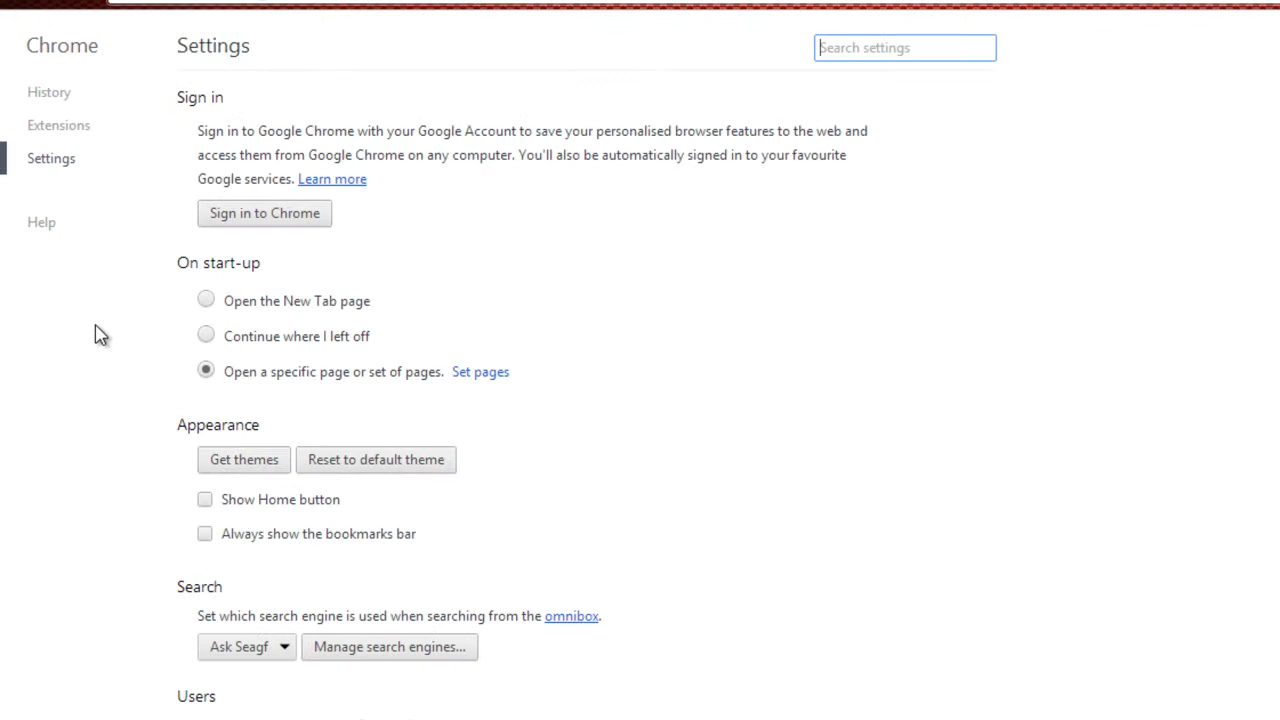 Chrome
Settings
Search settings
History
Extensions
Settings
Help
Sign in
Sign in to Google Chrome with your Google Account to save your personalised browser features to the web and
access them from Google Chrome on any computer. You'll also be automatically signed in to your favourite
Google services. Learn more
Sign in to Chrome
On start-up
Open the New Tab page
Continue where I left off
Open a specific page or set of pages. Set pages
Appearance
Get themes
Reset to default theme
Show Home button
Always show the bookmarks bar
Search
Set which search engine is used when searching from the omnibox.
Ask Seagf
Manage search engines...
Users